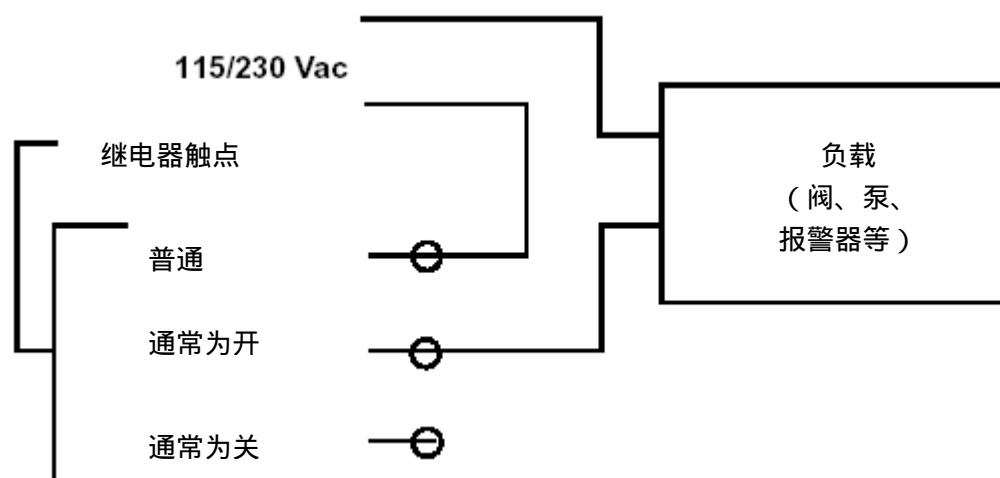 115/230 Vac
继电器触点
普通
通常为开
通常为关
负载
（阀、泵、
报警器等）